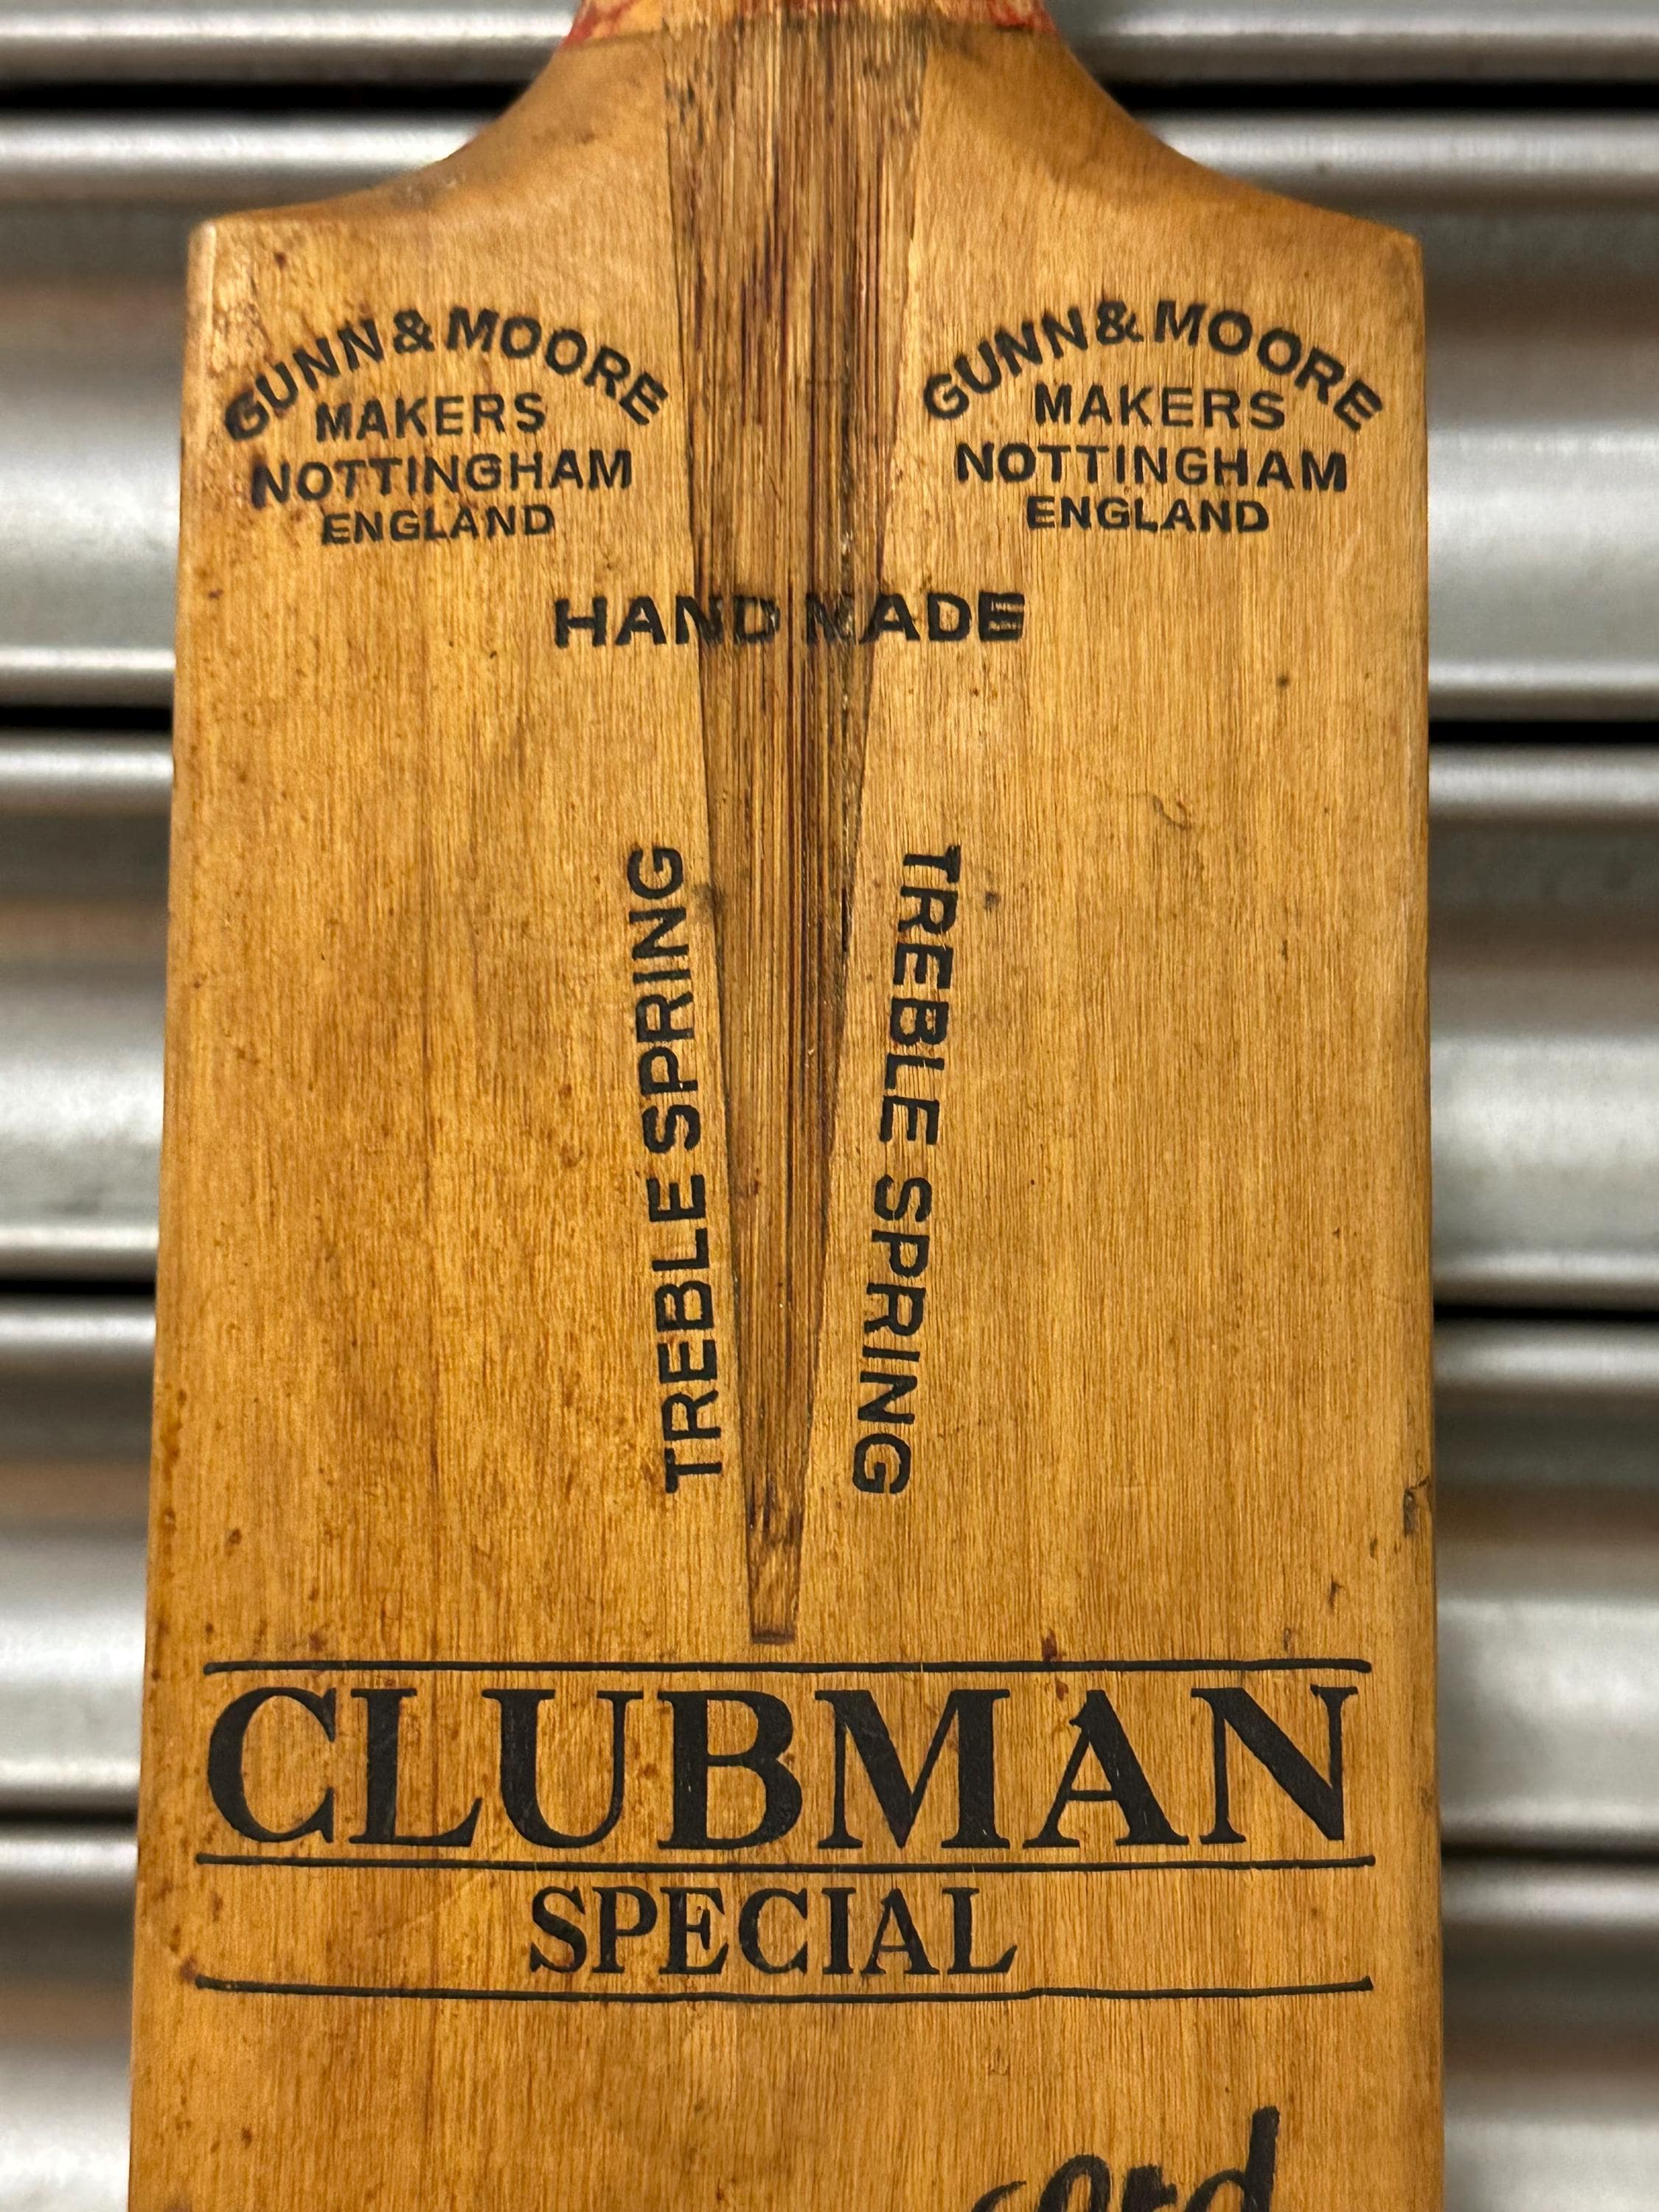 GUNN & MOORE
MAKERS
NOTTINGHAM
ENGLAND
GUNN & MOORE
MAKERS
NOTTINGHAM
ENGLAND
HAND MADE
TREBLE SPRING
TREBLE SPRING
CLUBMAN
SPECIAL